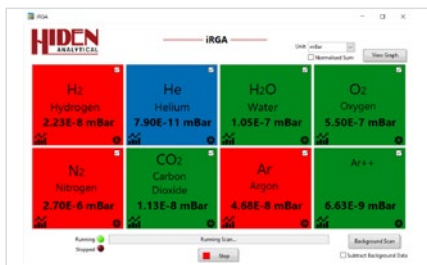 iRGA
HIDEN
ANALYTICAL
iRGA
Unit mBar
Normalised Sum
View Graph
H2
Hydrogen
2.23E-8 mBar
He
Helium
7.90E-11 mBar
H2O
Water
1.05E-7 mBar
O2
Oxygen
5.50E-7 mBar
N2
Nitrogen
2.70E-6 mBar
CO2
Carbon
Dioxide
1.13E-8 mBar
Ar
Argon
4.68E-8 mBar
Ar++
6.63E-9 mBar
Running
Running Scan...
Background Scan
Stopped
Stop
Subtract Background Data